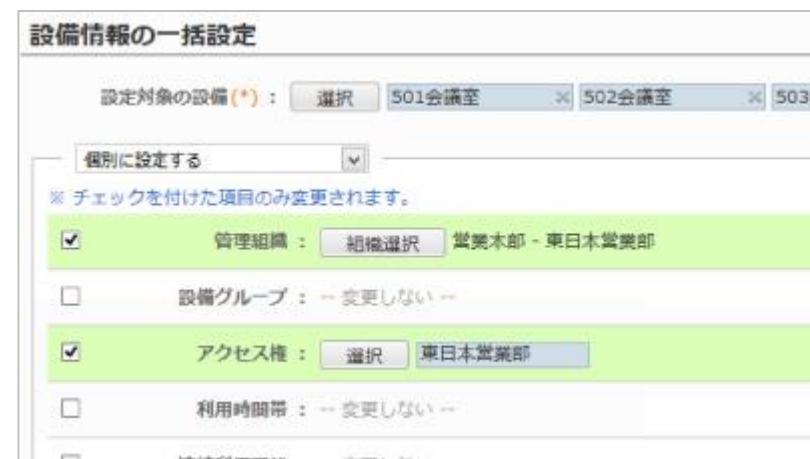 設備情報の一括設定
設定対象の設備(*) : 選択 501会議室 × 502会議室 × 503
個別に設定する
※ チェックを付けた項目のみ変更されます。
管理組織 : 組織選択 営業本部 - 東日本営業部
設備グループ : -- 変更しない --
アクセス権 : 選択 東日本営業部
利用時間帯 : -- 変更しない --